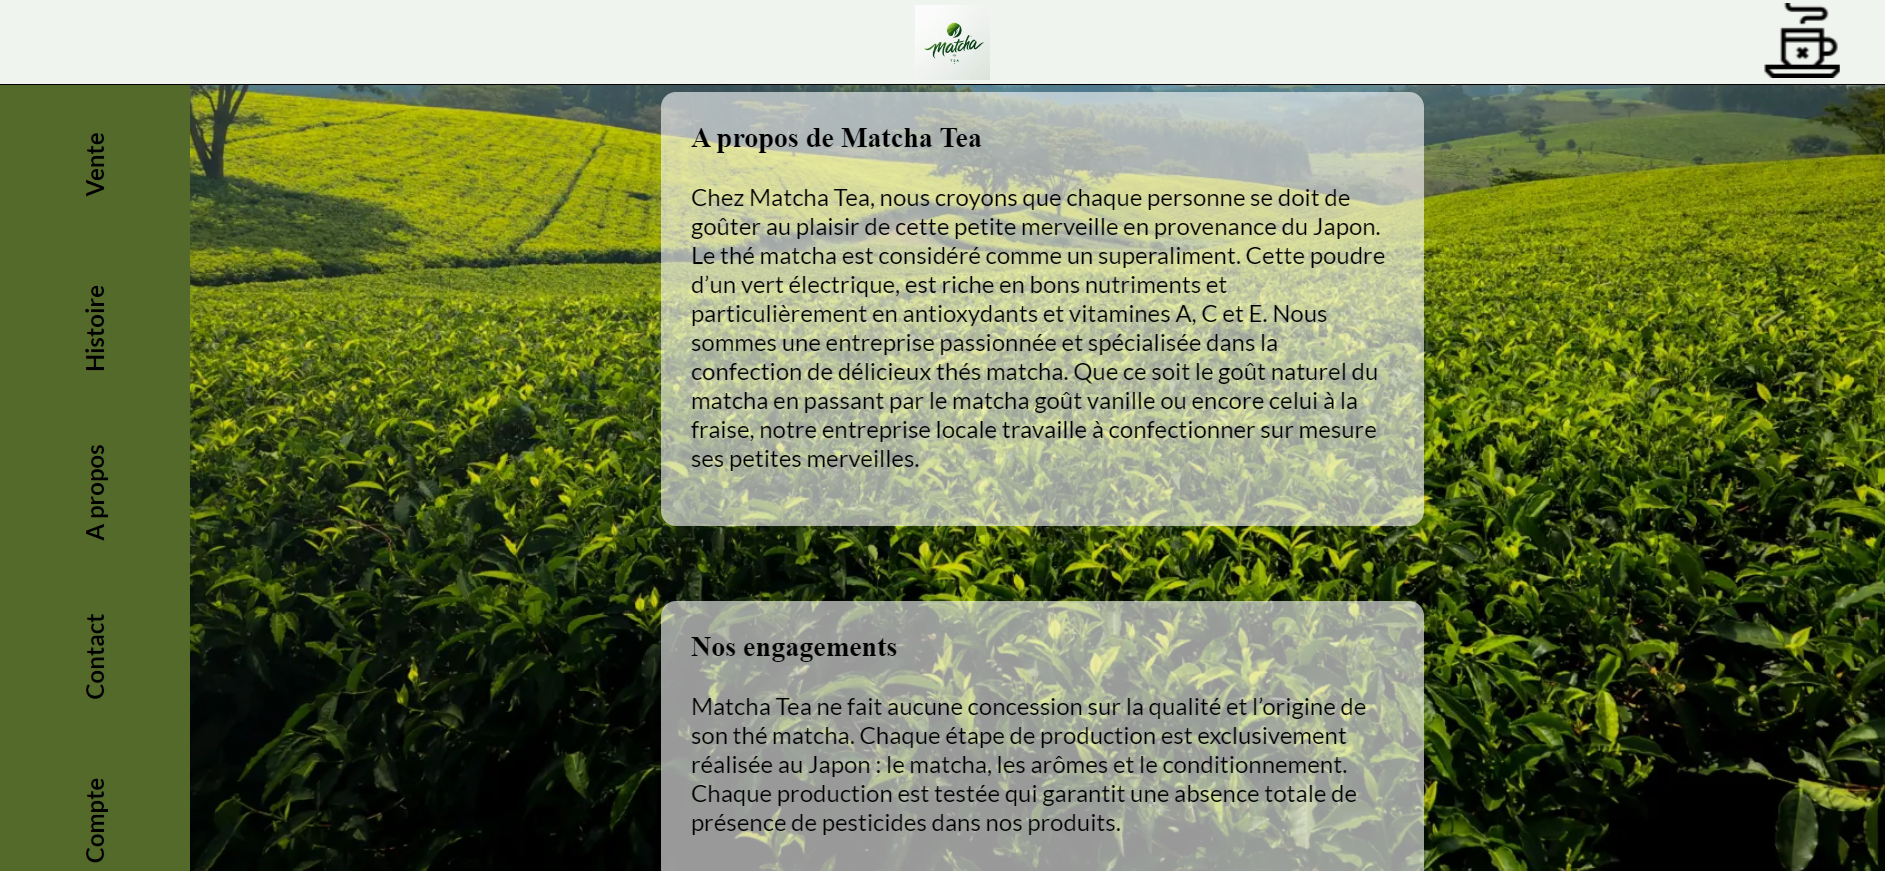 Matcha
TEA
Vente
Histoire
A propos
Contact
Compte
A propos de Matcha Tea
Chez Matcha Tea, nous croyons que chaque personne se doit de
goûter au plaisir de cette petite merveille en provenance du Japon.
Le thé matcha est considéré comme un superaliment. Cette poudre
d’un vert électrique, est riche en bons nutriments et
particulièrement en antioxydants et vitamines A, C et E. Nous
sommes une entreprise passionnée et spécialisée dans la
confection de délicieux thés matcha. Que ce soit le goût naturel du
matcha en passant par le matcha goût vanille ou encore celui à la
fraise, notre entreprise locale travaille à confectionner sur mesure
ses petites merveilles.
Nos engagements
Matcha Tea ne fait aucune concession sur la qualité et l’origine de
son thé matcha. Chaque étape de production est exclusivement
réalisée au Japon : le matcha, les arômes et le conditionnement.
Chaque production est testée qui garantit une absence totale de
présence de pesticides dans nos produits.